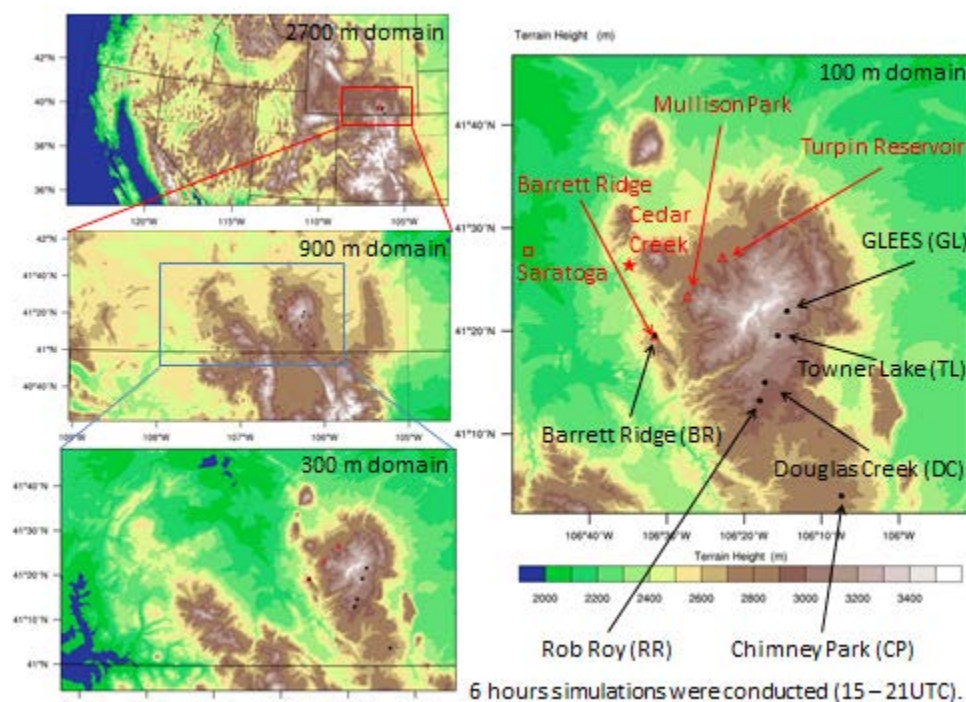 2700 m domain
42°N
40°N
38°N
36°N
120°W
115°W
110°W
105°W
900 m domain
42°N
41°40'N
41°20'N
41°N
40°40'N
108°W
107°W
106°W
105°W
300 m domain
41°40'N
41°30'N
41°20'N
41°10'N
41°N
Terrain Height (m)
100 m domain
Mullison Park
41°40'N
Turpin Reservoir
Barrett Ridge
Cedar
Creek
41°30'N
GLEES (GL)
Saratoga
41°20'N
Towner Lake (TL)
Barrett Ridge (BR)
41°10'N
Douglas Creek (DC)
106°40'W
106°30'W
106°20'W
106°10'W
106°W
Terrain Height (m)
2000
2200
2400
2600
2800
3000
3200
3400
Rob Roy (RR)
Chimney Park (CP)
6 hours simulations were conducted (15 – 21UTC).